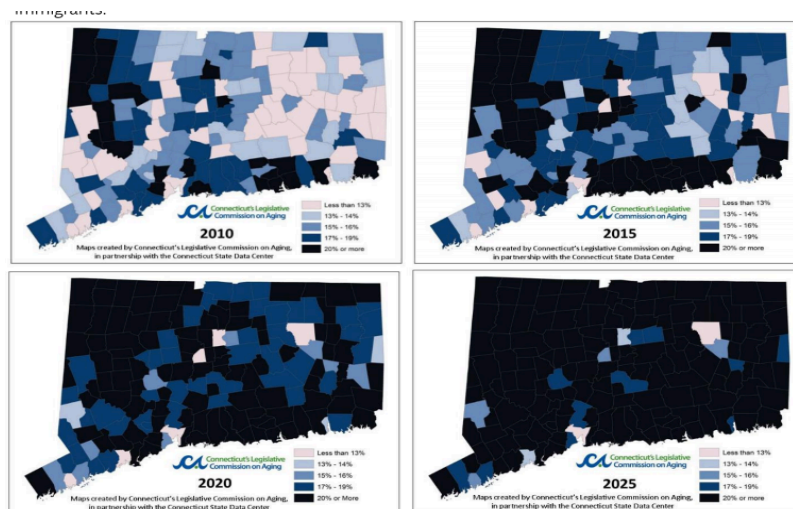 immigrants.
Connecticut's Legislative
Commission on Aging
2010
Maps created by Connecticut's Legislative Commission on Aging,
in partnership with the Connecticut State Data Center
Less than 13%
13% - 14%
15% - 16%
17% - 19%
20% or more
Connecticut's Legislative
Commission on Aging
2015
Maps created by Connecticut's Legislative Commission on Aging,
in partnership with the Connecticut State Data Center
Less than 13%
13% - 14%
15% - 16%
17% - 19%
20% or more
Connecticut's Legislative
Commission on Aging
2020
Maps created by Connecticut's Legislative Commission on Aging,
in partnership with the Connecticut State Data Center
Less than 13%
13% - 14%
15% - 16%
17% - 19%
20% or More
Connecticut's Legislative
Commission on Aging
2025
Maps created by Connecticut's Legislative Commission on Aging,
in partnership with the Connecticut State Data Center
Less than 13%
13% - 14%
15% - 16%
17% - 19%
20% or more